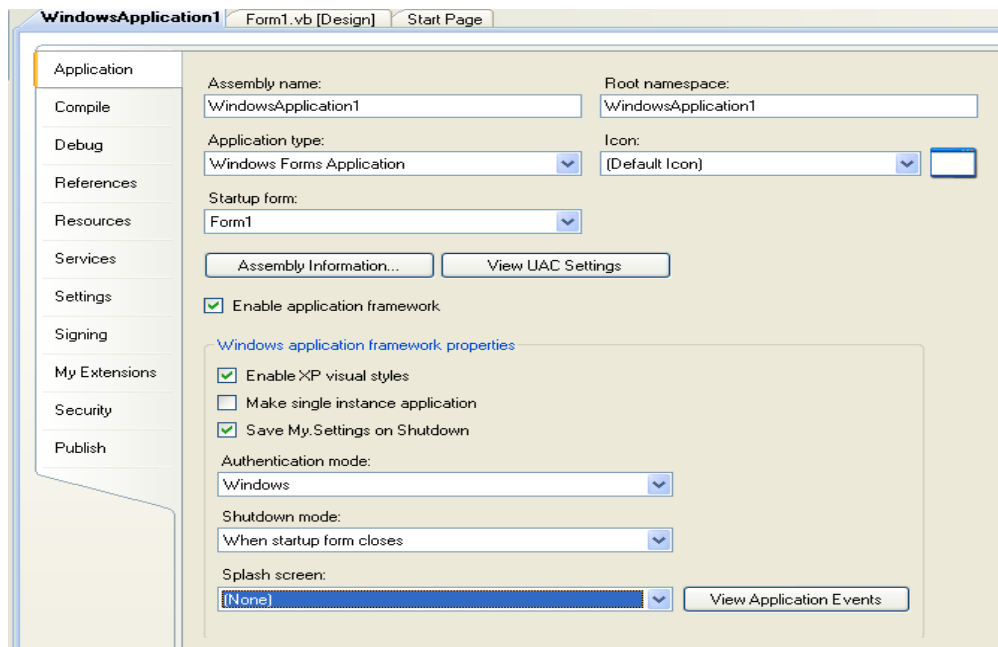 WindowsApplication1 Form1.vb [Design] Start Page
Application
Compile
Debug
References
Resources
Services
Settings
Signing
My Extensions
Security
Publish
Assembly name: Root namespace:
WindowsApplication1 WindowsApplication1
Application type: Icon:
Windows Forms Application (Default Icon)
Startup form:
Form1
Assembly Information... View UAC Settings
Enable application framework
Windows application framework properties
Enable XP visual styles
Make single instance application
Save My.Settings on Shutdown
Authentication mode:
Windows
Shutdown mode:
When startup form closes
Splash screen:
(None) View Application Events